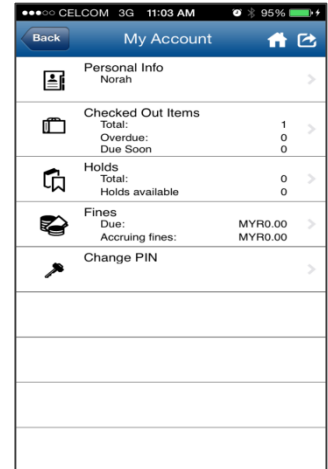 CELCOM 3G 11:03 AM 95%
Back My Account
Personal Info
Norah
Checked Out Items
Total: 1
Overdue: 0
Due Soon 0
Holds
Total: 0
Holds available 0
Fines
Due: MYR0.00
Accruing fines: MYR0.00
Change PIN